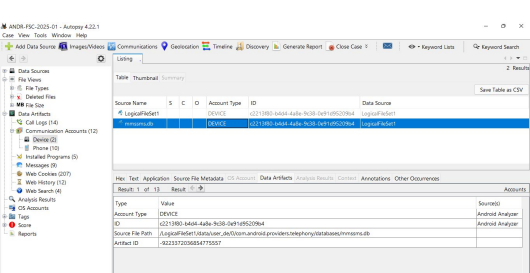 ANDR-FSC-2025-01 - Autopsy 4.22.1
Case View Tools Window Help
Add Data Source Images/Videos Communications Geolocation Timeline Discovery Generate Report Close Case Keyword Lists Keyword Search
Listing
2 Results
Table Thumbnail Summary
Save Table as CSV
Source Name S C O Account Type ID Data Source
LogicalFileSet1 DEVICE c2213f80-b4d4-4a8e-9c38-0e91d95209b4 LogicalFileSet1
mmssms.db DEVICE c2213f80-b4d4-4a8e-9c38-0e91d95209b4 LogicalFileSet1
Data Sources
File Views
File Types
Deleted Files
MB File Size
Data Artifacts
Call Logs (14)
Communication Accounts (12)
Device (2)
Phone (10)
Installed Programs (5)
Messages (9)
Web Cookies (207)
Web History (12)
Web Search (4)
Analysis Results
OS Accounts
Tags
Score
Reports
Hex Text Application Source File Metadata OS Account Data Artifacts Analysis Results Context Annotations Other Occurrences
Result: 1 of 13 Result Accounts
Type Value Source(s)
Account Type DEVICE Android Analyzer
ID c2213f80-b4d4-4a8e-9c38-0e91d95209b4 Android Analyzer
Source File Path /LogicalFileSet1/data/user_de/0/com.android.providers.telephony/databases/mmssms.db
Artifact ID -9223372036854775557